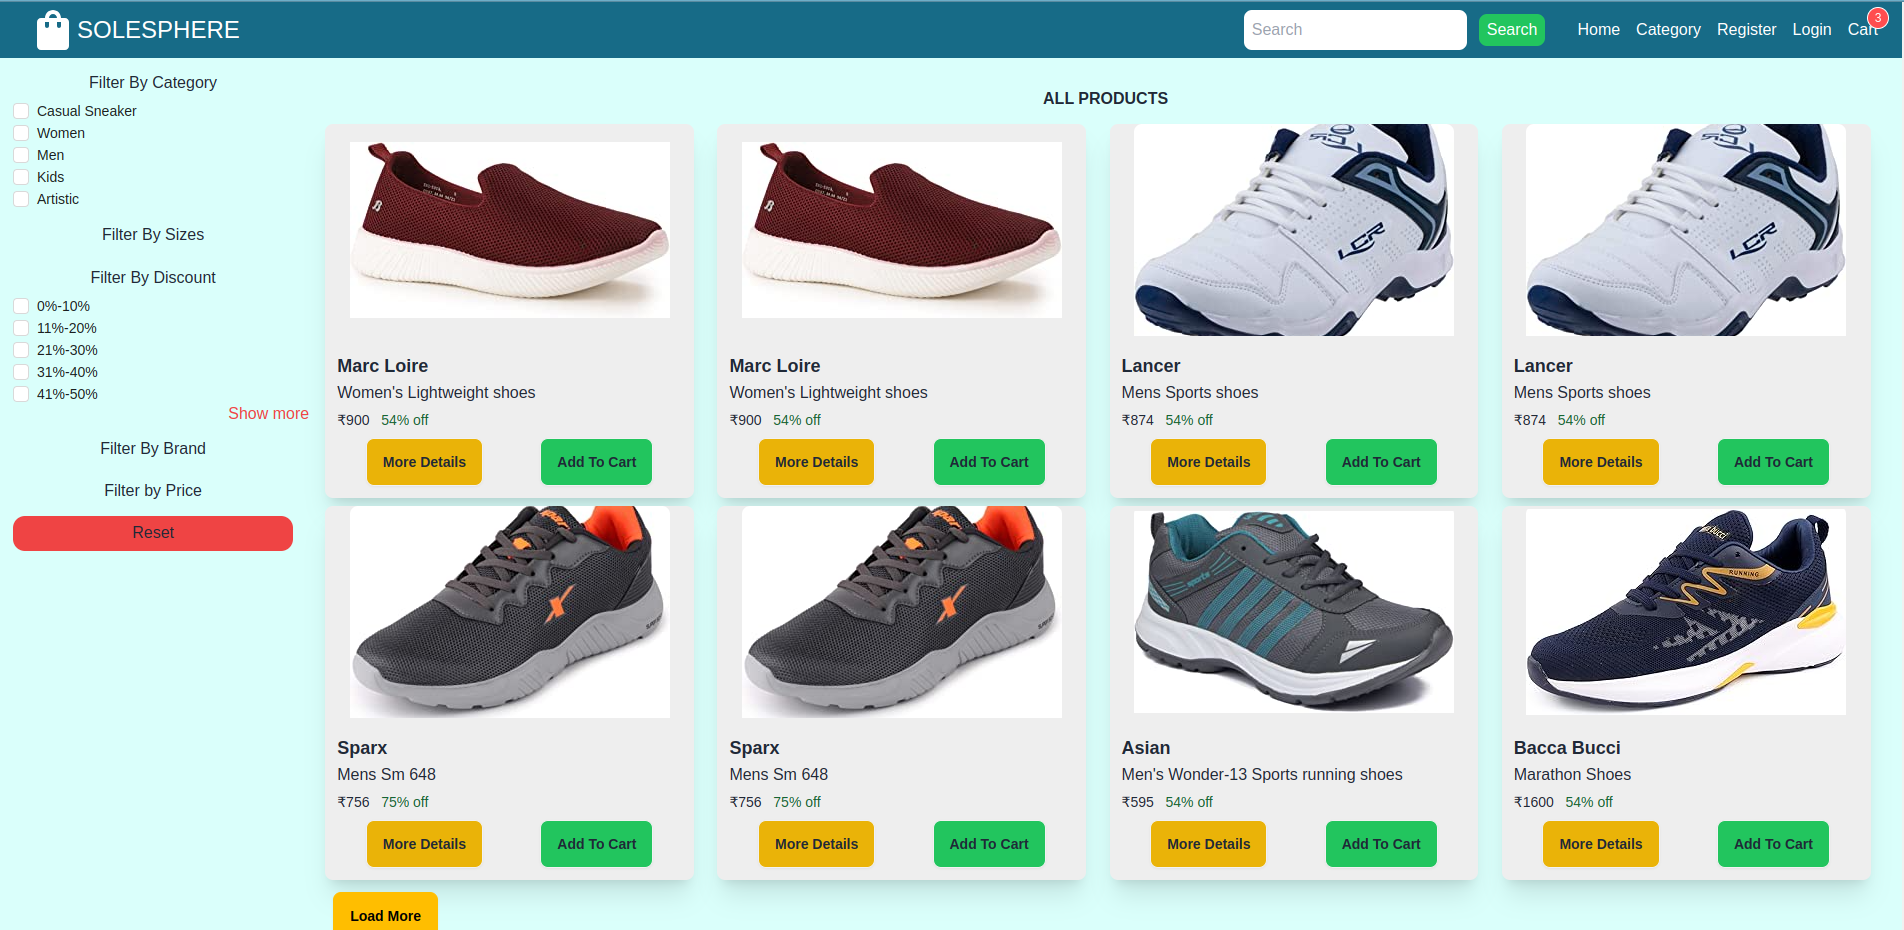 SOLESPHERE
Search
Search
Home Category Register Login Cart
3
Filter By Category
Casual Sneaker
Women
Men
Kids
Artistic
Filter By Sizes
Filter By Discount
0%-10%
11%-20%
21%-30%
31%-40%
41%-50%
Show more
Filter By Brand
Filter by Price
Reset
ALL PRODUCTS
Marc Loire
Women's Lightweight shoes
₹900 54% off
More Details Add To Cart
Marc Loire
Women's Lightweight shoes
₹900 54% off
More Details Add To Cart
LCR
Lancer
Mens Sports shoes
₹874 54% off
More Details Add To Cart
LCR
Lancer
Mens Sports shoes
₹874 54% off
More Details Add To Cart
Sparx
Mens Sm 648
₹756 75% off
More Details Add To Cart
Sparx
Mens Sm 648
₹756 75% off
More Details Add To Cart
sports
Asian
Men's Wonder-13 Sports running shoes
₹595 54% off
More Details Add To Cart
bucci
RUNNING
Bacca Bucci
Marathon Shoes
₹1600 54% off
More Details Add To Cart
Load More